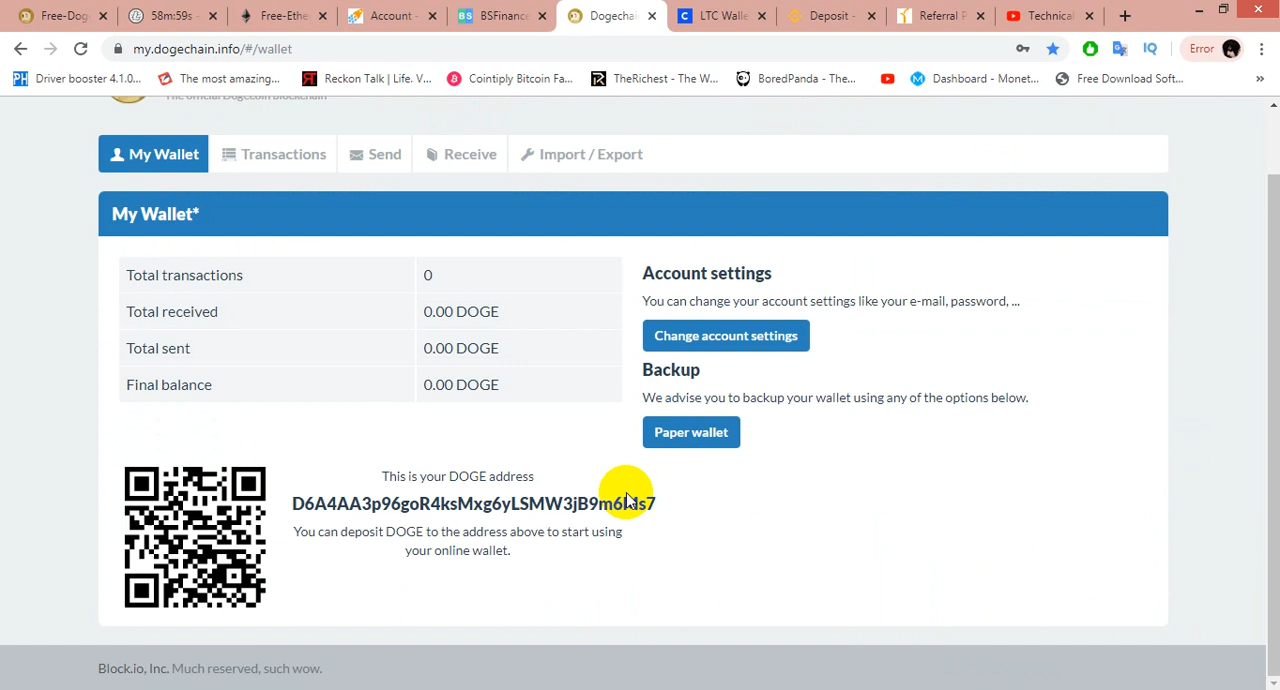 Free-Dog
58m:59s -
Free-Ethe
Account -
BSFinance
Dogechai
LTC Walle
Deposit -
Referral P
Technical
my.dogechain.info/#/wallet
Error
Driver booster 4.1.0...
The most amazing...
Reckon Talk | Life. V...
Cointiply Bitcoin Fa...
TheRichest - The W...
BoredPanda - The...
Dashboard - Monet...
Free Download Soft...
»
The official Dogecoin Blockchain
My Wallet
Transactions
Send
Receive
Import / Export
My Wallet*
Total transactions 0
Total received 0.00 DOGE
Total sent 0.00 DOGE
Final balance 0.00 DOGE
Account settings
You can change your account settings like your e-mail, password, ...
Change account settings
Backup
We advise you to backup your wallet using any of the options below.
Paper wallet
This is your DOGE address
You can deposit DOGE to the address above to start using
your online wallet.
Block.io, Inc. Much reserved, such wow.